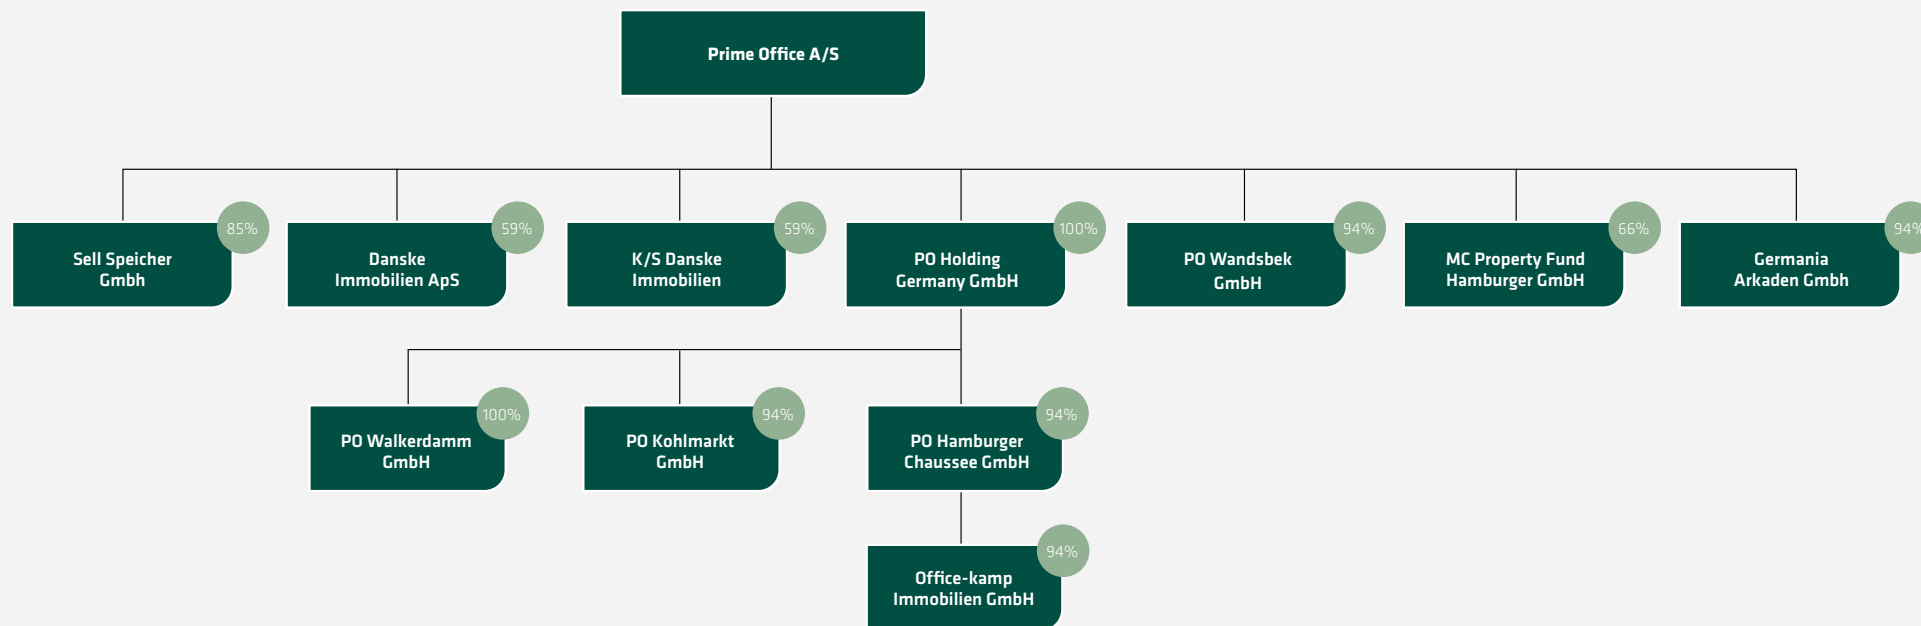 Prime Office A/S
85%
Sell Speicher
Gmbh
59%
Danske
Immobilien ApS
59%
K/S Danske
Immobilien
100%
PO Holding
Germany GmbH
94%
PO Wandsbek
GmbH
66%
MC Property Fund
Hamburger GmbH
94%
Germania
Arkaden Gmbh
100%
PO Walkerdamm
GmbH
94%
PO Kohlmarkt
GmbH
94%
PO Hamburger
Chaussee GmbH
94%
Office-kamp
Immobilien GmbH